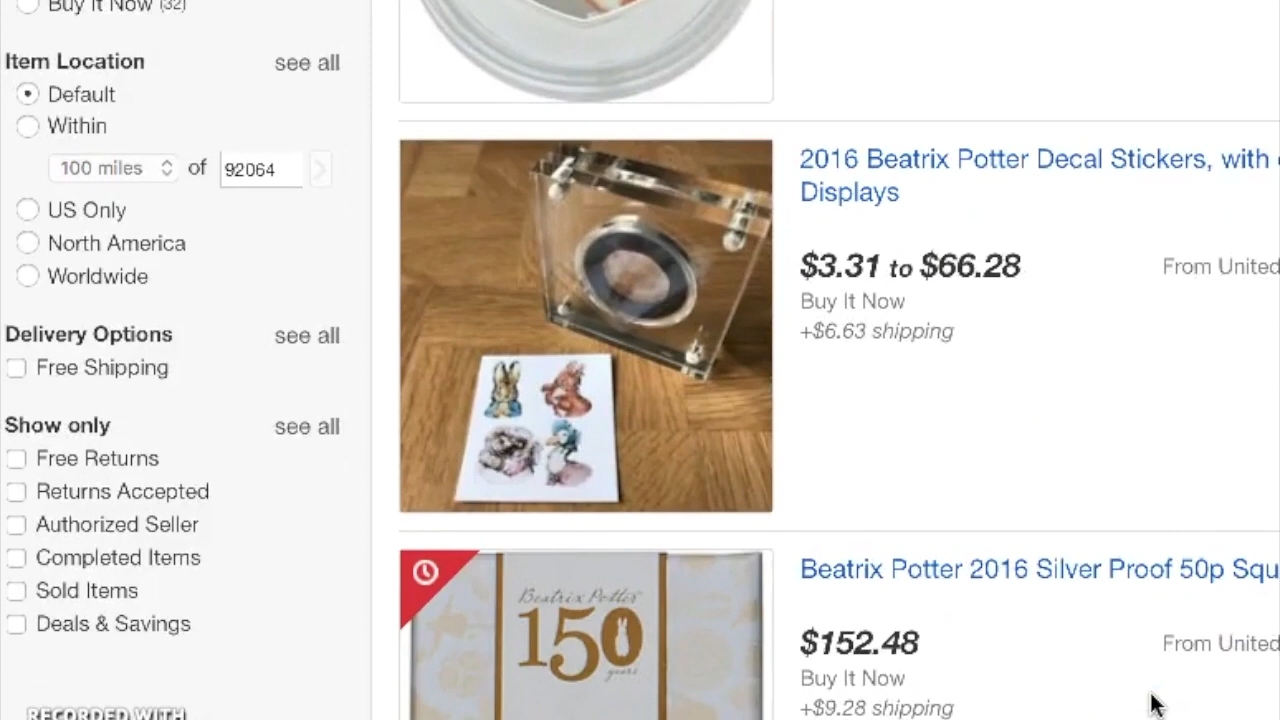 Buy It Now (32)
Item Location see all
Default
Within
100 miles of 92064
US Only
North America
Worldwide
Delivery Options see all
Free Shipping
Show only see all
Free Returns
Returns Accepted
Authorized Seller
Completed Items
Sold Items
Deals & Savings
RECORDED WITH
2016 Beatrix Potter Decal Stickers, with
Displays
$3.31 to $66.28 From United
Buy It Now
+$6.63 shipping
Beatrix Potter
150
years
Beatrix Potter 2016 Silver Proof 50p Squ
$152.48 From United
Buy It Now
+$9.28 shipping